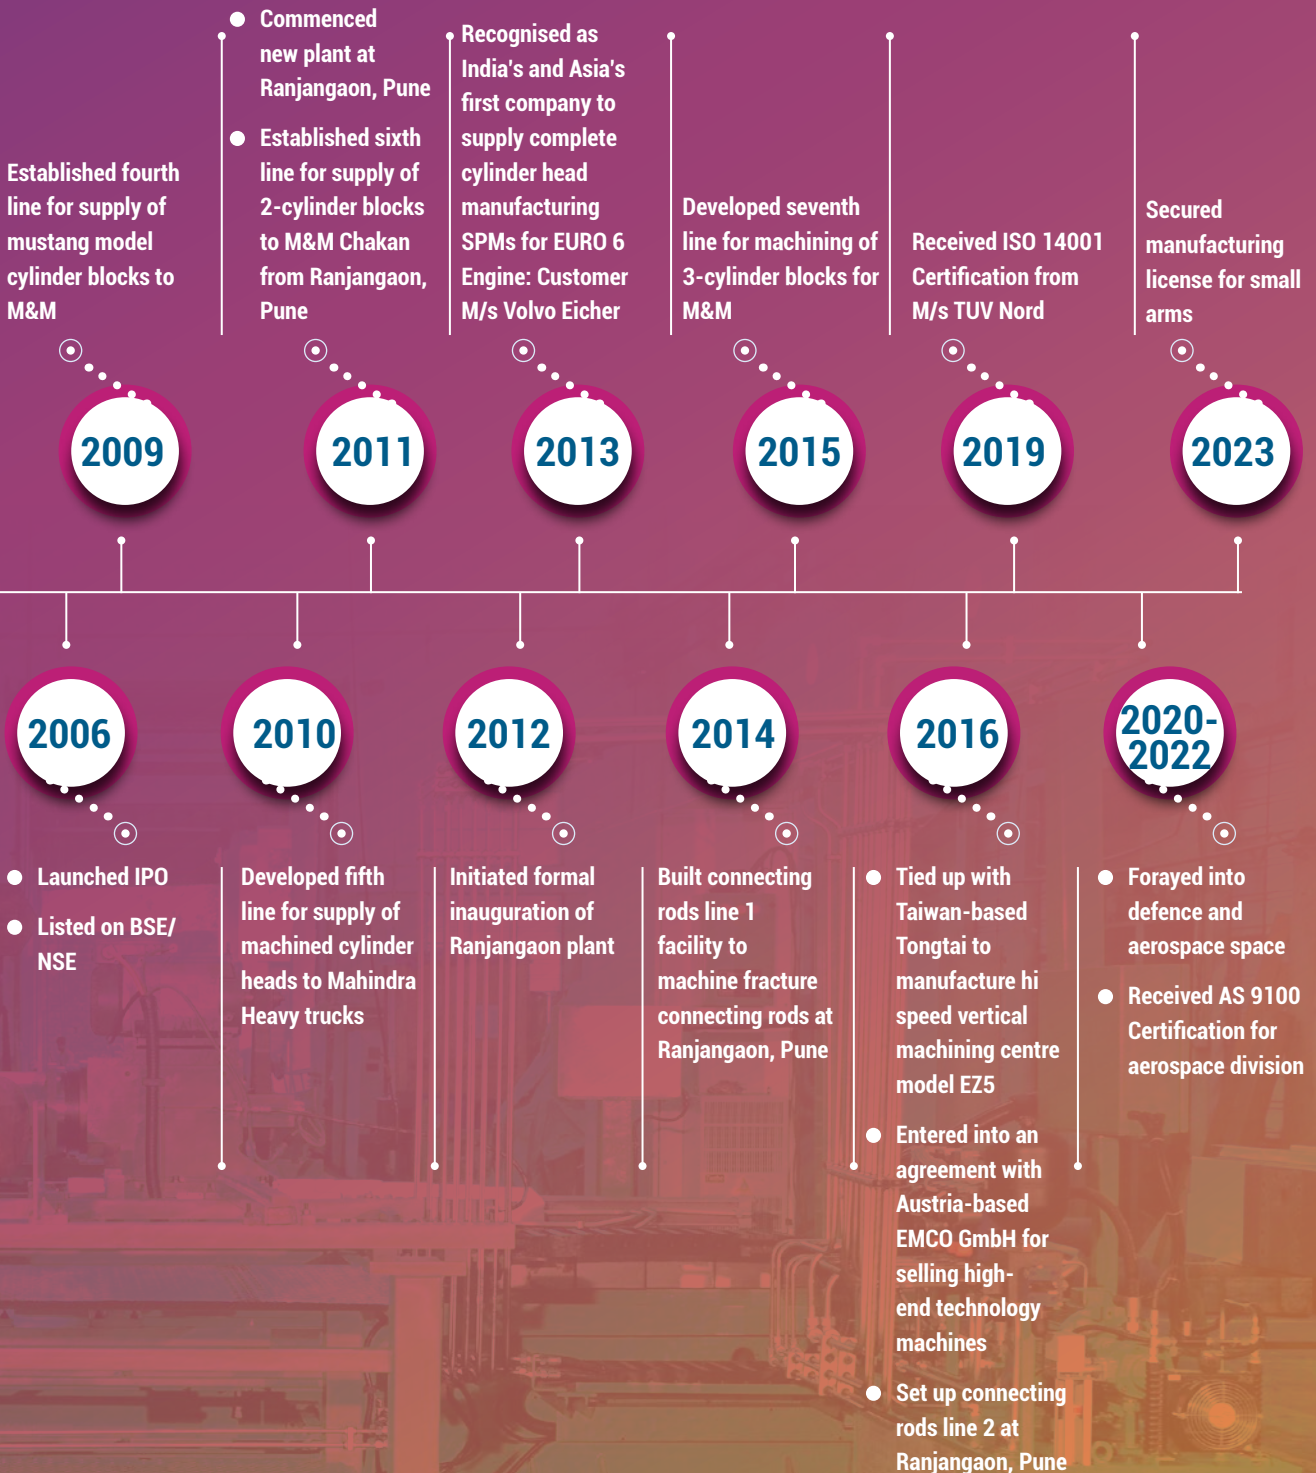 Established fourth
line for supply of
mustang model
cylinder blocks to
M&M
2009
Commenced
new plant at
Ranjangaon, Pune
Established sixth
line for supply of
2-cylinder blocks
to M&M Chakan
from Ranjangaon,
Pune
2011
Recognised as
India's and Asia's
first company to
supply complete
cylinder head
manufacturing
SPMs for EURO 6
Engine: Customer
M/s Volvo Eicher
2013
Developed seventh
line for machining of
3-cylinder blocks for
M&M
2015
Received ISO 14001
Certification from
M/s TUV Nord
2019
Secured
manufacturing
license for small
arms
2023
2006
Launched IPO
Listed on BSE/
NSE
2010
Developed fifth
line for supply of
machined cylinder
heads to Mahindra
Heavy trucks
2012
Initiated formal
inauguration of
Ranjangaon plant
2014
Built connecting
rods line 1
facility to
machine fracture
connecting rods at
Ranjangaon, Pune
2016
Tied up with
Taiwan-based
Tongtai to
manufacture hi
speed vertical
machining centre
model EZ5
Entered into an
agreement with
Austria-based
EMCO GmbH for
selling high-
end technology
machines
Set up connecting
rods line 2 at
Ranjangaon, Pune
2020-
2022
Forayed into
defence and
aerospace space
Received AS 9100
Certification for
aerospace division